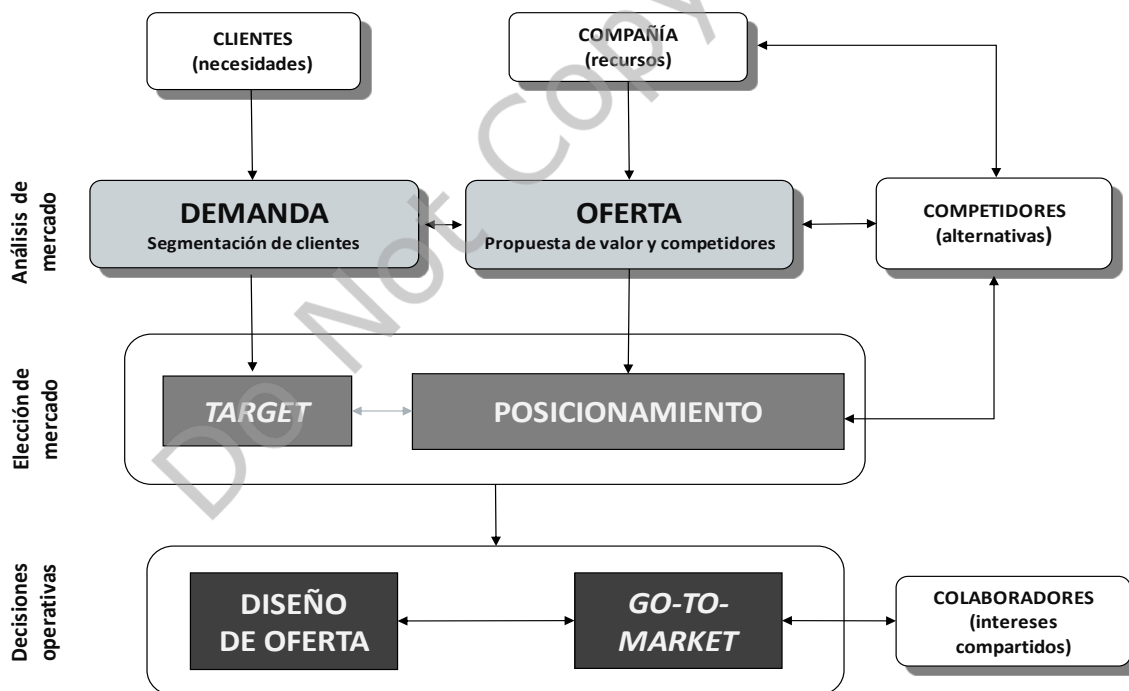 CLIENTES
(necesidades)
COMPAÑÍA
(recursos)
Análisis de
mercado
DEMANDA
Segmentación de clientes
OFERTA
Propuesta de valor y competidores
COMPETIDORES
(alternativas)
Elección de
mercado
TARGET
POSICIONAMIENTO
Decisiones
operativas
DISEÑO
DE OFERTA
GO-TO-
MARKET
COLABORADORES
(intereses
compartidos)
Do Not Copy